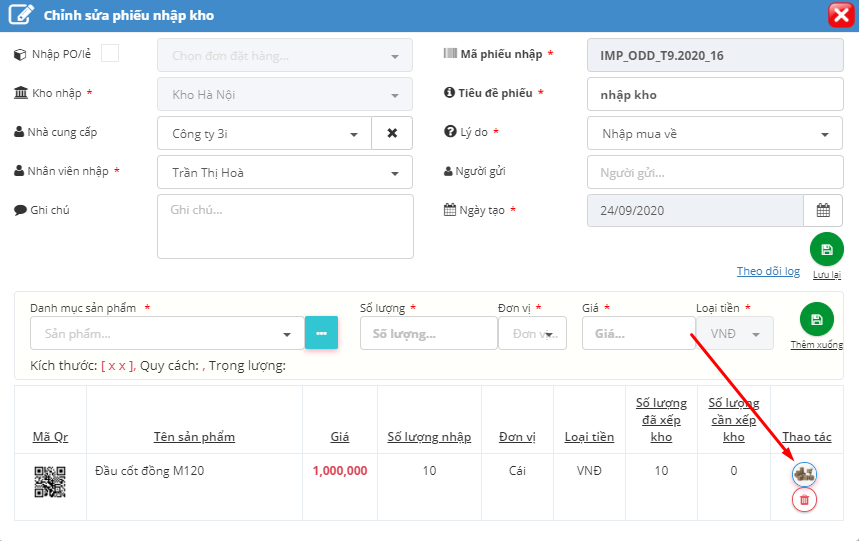 Chỉnh sửa phiếu nhập kho
Nhập PO/lẻ Chọn đơn đặt hàng... Mã phiếu nhập * IMP_ODD_T9.2020_16
Kho nhập * Kho Hà Nội Tiêu đề phiếu * nhập kho
Nhà cung cấp Công ty 3i Lý do * Nhập mua về
Nhân viên nhập * Trần Thị Hoà Người gửi Người gửi...
Ghi chú Ghi chú... Ngày tạo * 24/09/2020
Theo dõi log Lưu lại
Danh mục sản phẩm * Số lượng * Đơn vị * Giá * Loại tiền *
Sản phẩm... Số lượng... Đơn vị... Giá... VNĐ
Thêm xuống
Kích thước: [ x x ], Quy cách: , Trọng lượng:
Mã Qr Tên sản phẩm Giá Số lượng nhập Đơn vị Loại tiền Số lượng đã xếp kho Số lượng cần xếp kho Thao tác
Đầu cốt đồng M120 1,000,000 10 Cái VNĐ 10 0